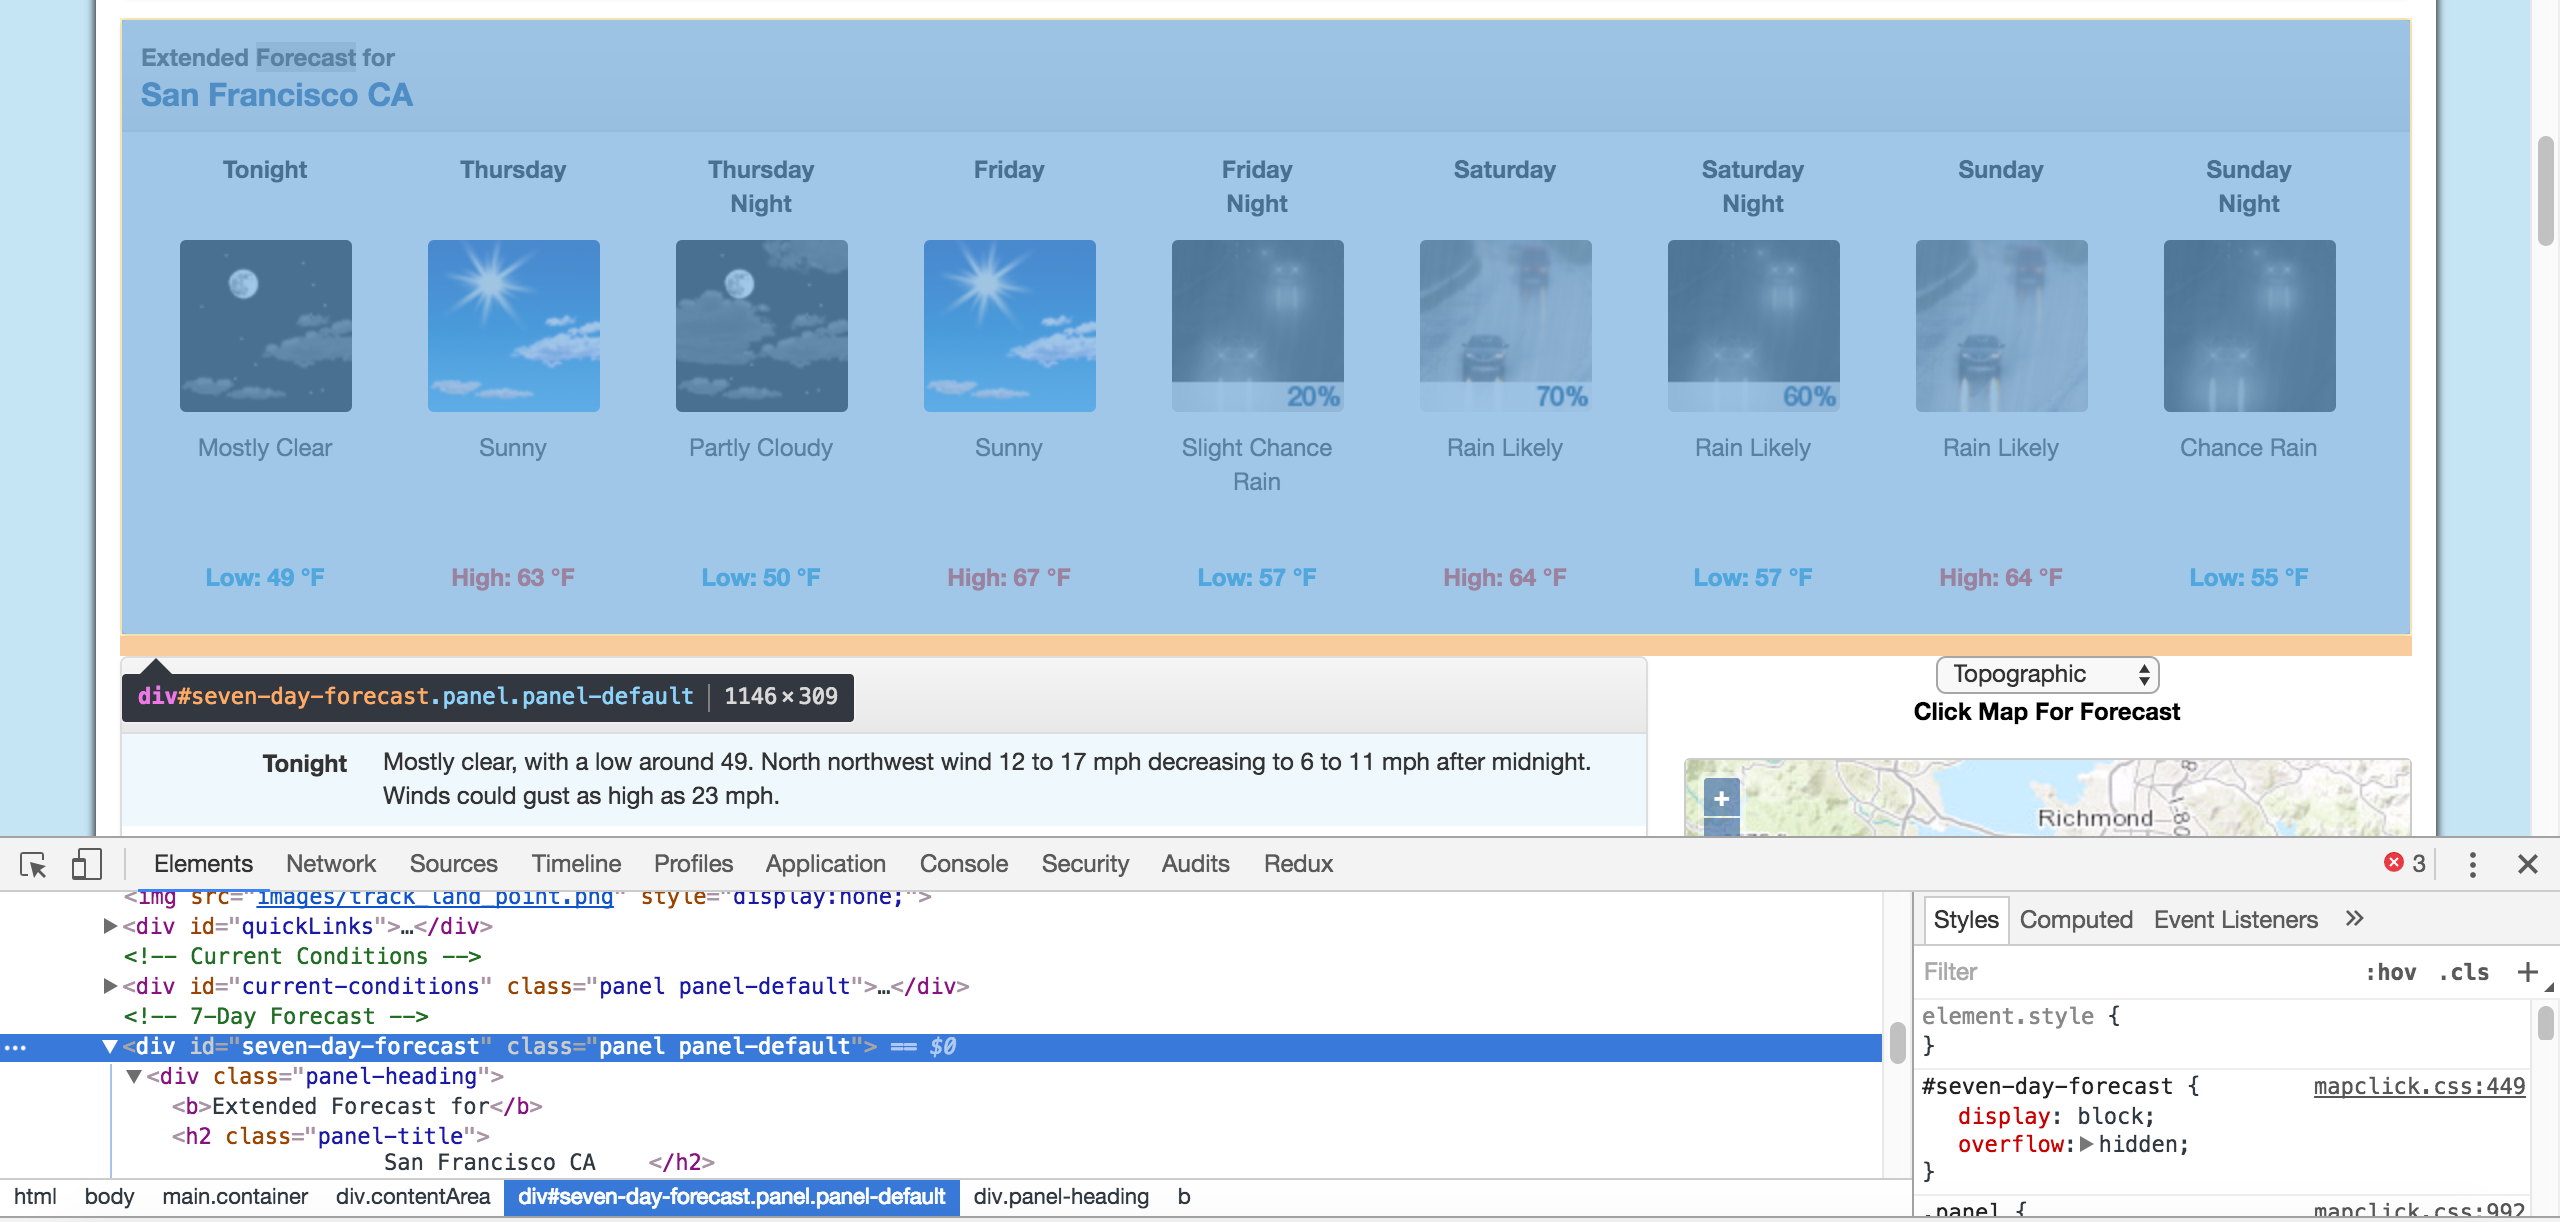 Extended Forecast for
San Francisco CA
Tonight Thursday Thursday Night Friday Friday Night Saturday Saturday Night Sunday Sunday Night
20% 70% 60%
Mostly Clear Sunny Partly Cloudy Sunny Slight Chance Rain Rain Likely Rain Likely Rain Likely Chance Rain
Low: 49 °F High: 63 °F Low: 50 °F High: 67 °F Low: 57 °F High: 64 °F Low: 57 °F High: 64 °F Low: 55 °F
div#seven-day-forecast.panel.panel-default | 1146×309
Tonight Mostly clear, with a low around 49. North northwest wind 12 to 17 mph decreasing to 6 to 11 mph after midnight.
Winds could gust as high as 23 mph.
Topographic
Click Map For Forecast
+
Richmond
I-80
Elements Network Sources Timeline Profiles Application Console Security Audits Redux
3
<img src="images/track_land_point.png" style="display:none;">
<div id="quickLinks">…</div>
<!-- Current Conditions -->
<div id="current-conditions" class="panel panel-default">…</div>
<!-- 7-Day Forecast -->
<div id="seven-day-forecast" class="panel panel-default"> == $0
<div class="panel-heading">
<b>Extended Forecast for</b>
<h2 class="panel-title">
San Francisco CA </h2>
html body main.container div.contentArea div#seven-day-forecast.panel.panel-default div.panel-heading b
Styles Computed Event Listeners »
Filter :hov .cls +
element.style {
}
#seven-day-forecast { mapclick.css:449
display: block;
overflow: hidden;
}
.panel { mapclick.css:992